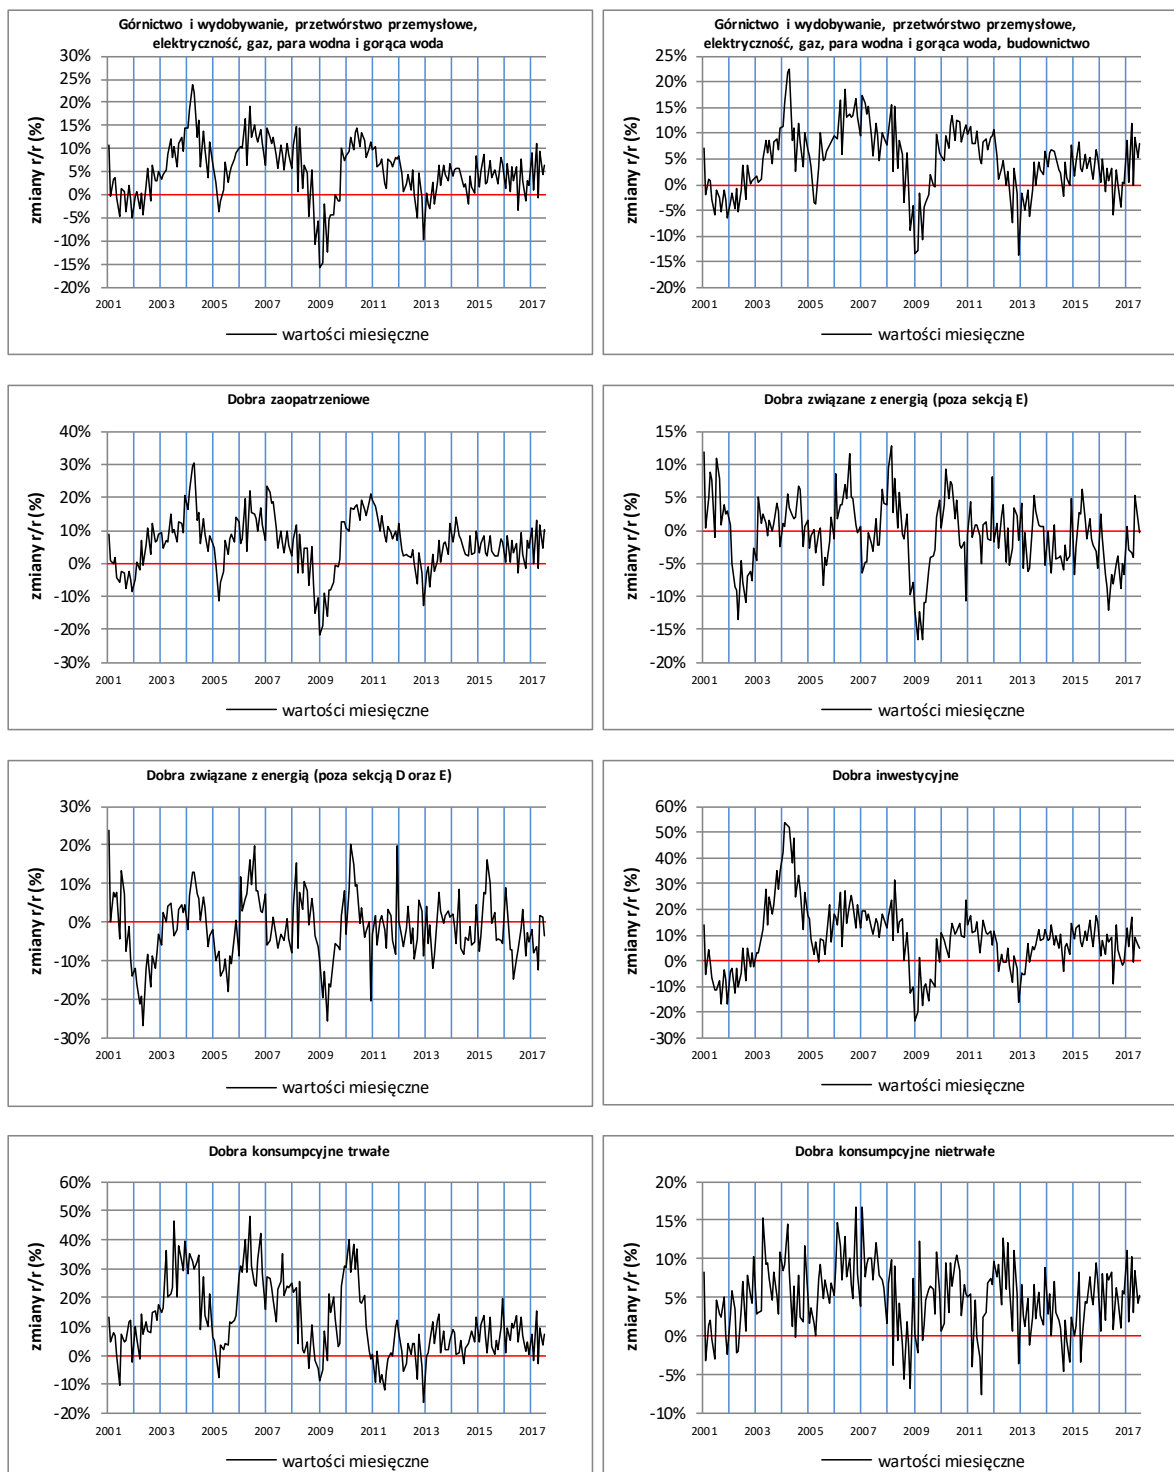 Górnictwo i wydobywanie, przetwórstwo przemysłowe,
elektryczność, gaz, para wodna i gorąca woda
zmiany r/r (%)
30%
25%
20%
15%
10%
5%
0%
-5%
-10%
-15%
-20%
2001 2003 2005 2007 2009 2011 2013 2015 2017
wartości miesięczne
Górnictwo i wydobywanie, przetwórstwo przemysłowe,
elektryczność, gaz, para wodna i gorąca woda, budownictwo
zmiany r/r (%)
25%
20%
15%
10%
5%
0%
-5%
-10%
-15%
-20%
2001 2003 2005 2007 2009 2011 2013 2015 2017
wartości miesięczne
Dobra zaopatrzeniowe
zmiany r/r (%)
40%
30%
20%
10%
0%
-10%
-20%
-30%
2001 2003 2005 2007 2009 2011 2013 2015 2017
wartości miesięczne
Dobra związane z energią (poza sekcją E)
zmiany r/r (%)
15%
10%
5%
0%
-5%
-10%
-15%
-20%
2001 2003 2005 2007 2009 2011 2013 2015 2017
wartości miesięczne
Dobra związane z energią (poza sekcją D oraz E)
zmiany r/r (%)
30%
20%
10%
0%
-10%
-20%
-30%
2001 2003 2005 2007 2009 2011 2013 2015 2017
wartości miesięczne
Dobra inwestycyjne
zmiany r/r (%)
60%
50%
40%
30%
20%
10%
0%
-10%
-20%
-30%
2001 2003 2005 2007 2009 2011 2013 2015 2017
wartości miesięczne
Dobra konsumpcyjne trwałe
zmiany r/r (%)
60%
50%
40%
30%
20%
10%
0%
-10%
-20%
2001 2003 2005 2007 2009 2011 2013 2015 2017
wartości miesięczne
Dobra konsumpcyjne nietrwałe
zmiany r/r (%)
20%
15%
10%
5%
0%
-5%
-10%
2001 2003 2005 2007 2009 2011 2013 2015 2017
wartości miesięczne